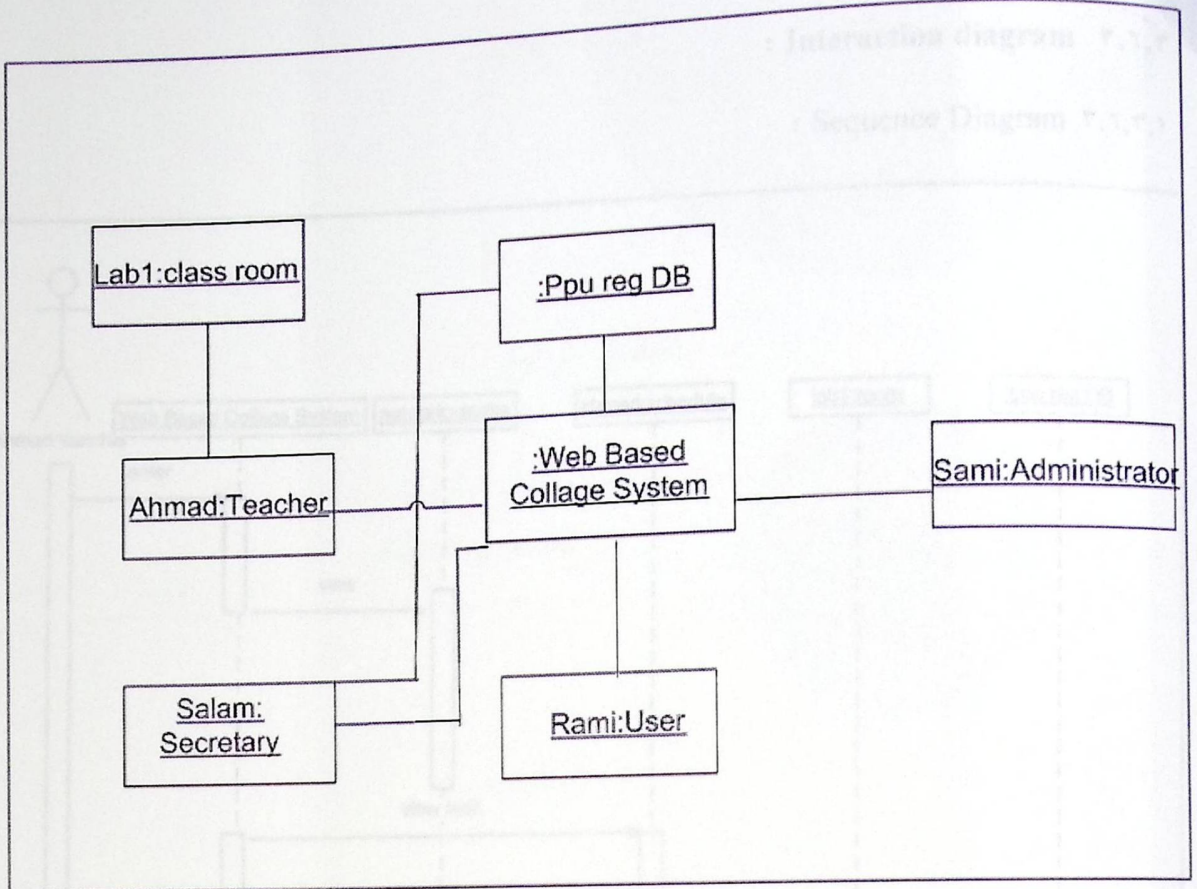 : Interaction diagram
: Sequence Diagram
Lab1:class room
:Ppu reg DB
:Web Based
Collage System
Sami:Administrator
Ahmad:Teacher
Salam:
Secretary
Rami:User